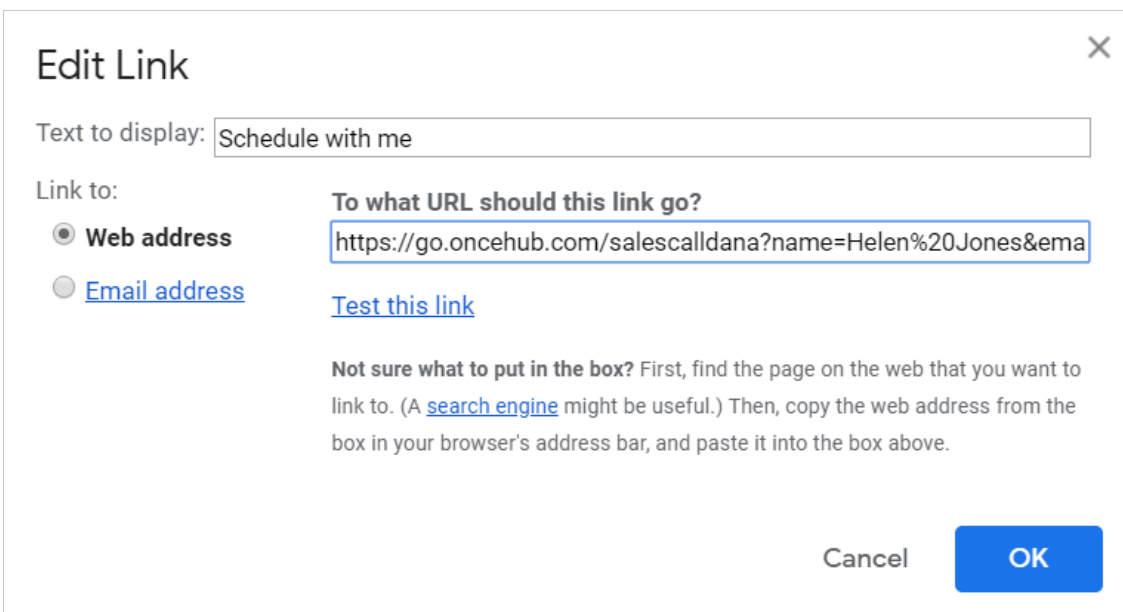 Edit Link
Text to display: Schedule with me
Link to:
To what URL should this link go?
Web address
https://go.oncehub.com/salescalldana?name=Helen%20Jones&ema
Email address
Test this link
Not sure what to put in the box? First, find the page on the web that you want to
link to. (A search engine might be useful.) Then, copy the web address from the
box in your browser's address bar, and paste it into the box above.
Cancel
OK